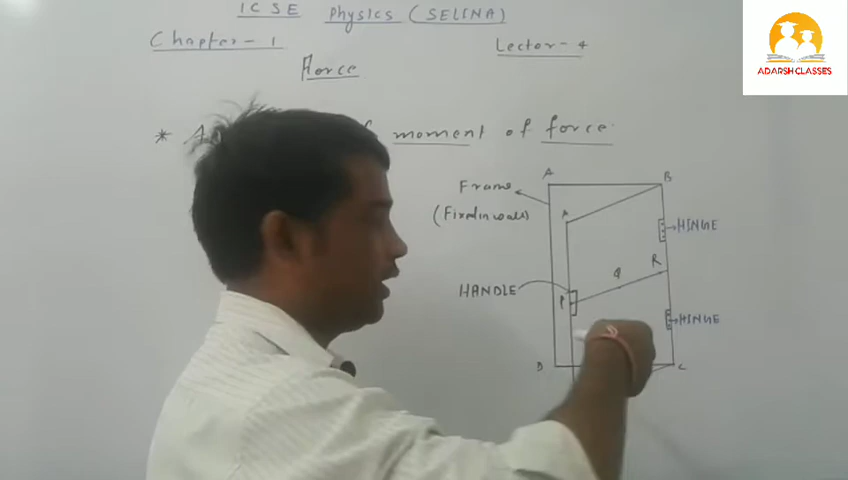 ICSE Physics (SELINA)
Chapter-1 Lector-4
Force
* of moment of force.
A B
Frame
(Fixed in wall)
A
HINGE
R
Q
HANDLE
P
HINGE
D C
ADARSH CLASSES